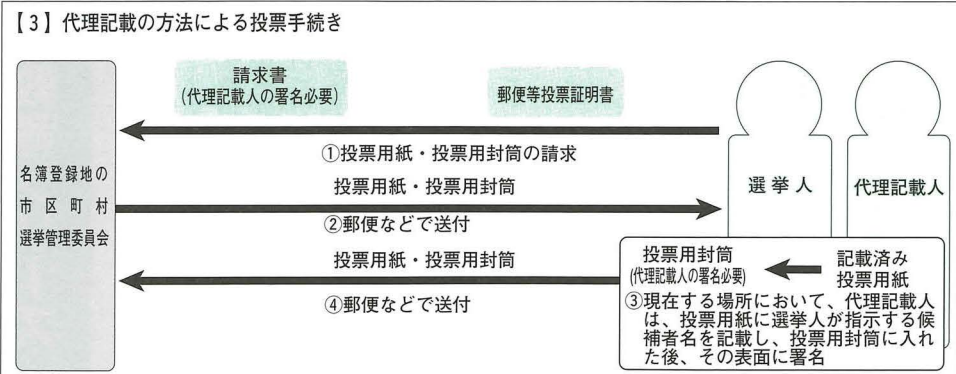 【３】代理記載の方法による投票手続き
請求書
(代理記載人の署名必要)
郵便等投票証明書
①投票用紙・投票用封筒の請求
名簿登録地の
市区町村
選挙管理委員会
投票用紙・投票用封筒
②郵便などで送付
選挙人
代理記載人
投票用紙・投票用封筒
④郵便などで送付
投票用封筒
(代理記載人の署名必要)
記載済み
投票用紙
③現在する場所において、代理記載人
は、投票用紙に選挙人が指示する候
補者名を記載し、投票用封筒に入れ
た後、その表面に署名